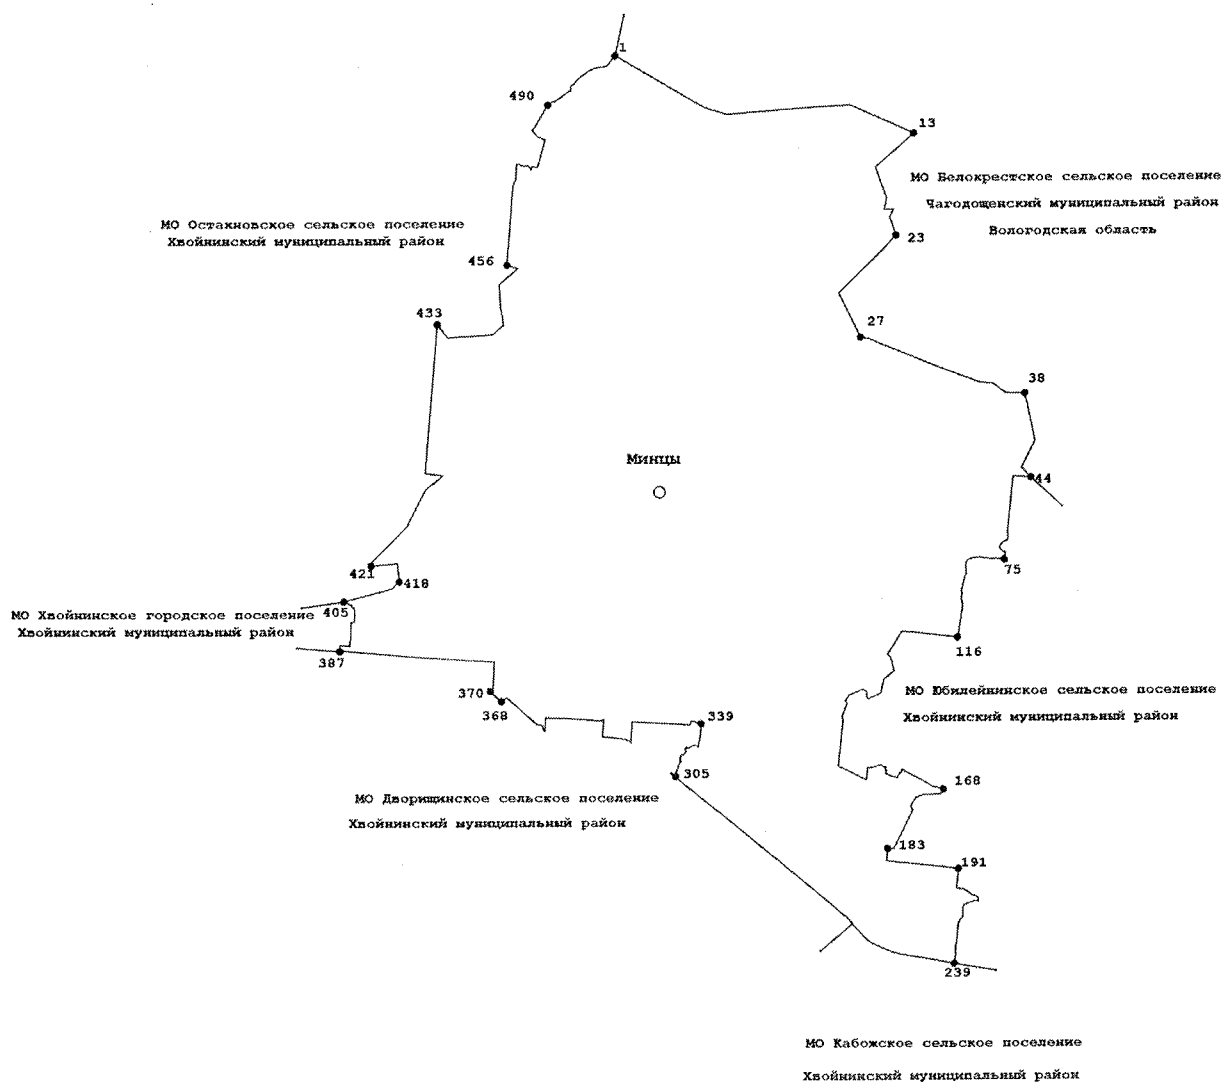 1
490
13
МО Белокрестское сельское поселение
Чагодощенский муниципальный район
Вологодская область
МО Остахновское сельское поселение
Хвойнинский муниципальный район
23
456
433
27
38
Минцы
44
75
421
418
405
МО Хвойнинское городское поселение
Хвойнинский муниципальный район
387
116
370
368
МО Юбилейнинское сельское поселение
Хвойнинский муниципальный район
339
305
168
МО Дворищинское сельское поселение
Хвойнинский муниципальный район
183
191
239
МО Кабожское сельское поселение
Хвойнинский муниципальный район